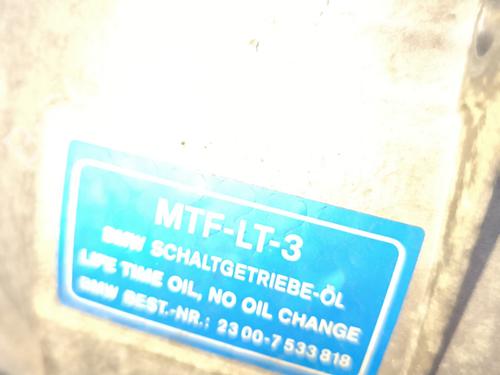 MTF-LT-3
BMW SCHALTGETRIEBE-ÖL
LIFE TIME OIL, NO OIL CHANGE
BMW BEST.-NR.: 23 00-7 533 818